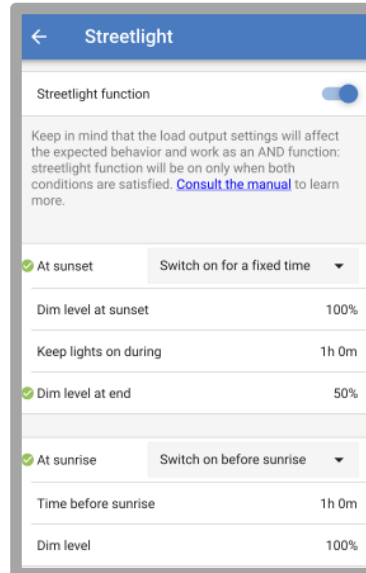 Streetlight
Streetlight function
Keep in mind that the load output settings will affect
the expected behavior and work as an AND function:
streetlight function will be on only when both
conditions are satisfied. Consult the manual to learn
more.
At sunset Switch on for a fixed time
Dim level at sunset 100%
Keep lights on during 1h 0m
Dim level at end 50%
At sunrise Switch on before sunrise
Time before sunrise 1h 0m
Dim level 100%